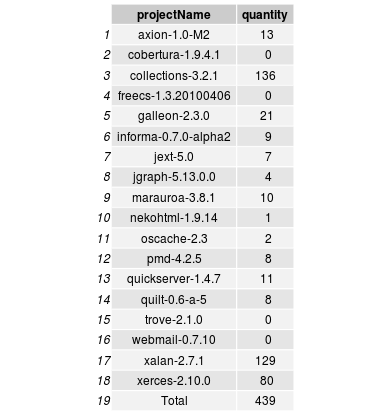 projectName quantity
1 axion-1.0-M2 13
2 cobertura-1.9.4.1 0
3 collections-3.2.1 136
4 freecs-1.3.20100406 0
5 galleon-2.3.0 21
6 informa-0.7.0-alpha2 9
7 jext-5.0 7
8 jgraph-5.13.0.0 4
9 marauroa-3.8.1 10
10 nekohtml-1.9.14 1
11 oscache-2.3 2
12 pmd-4.2.5 8
13 quickserver-1.4.7 11
14 quilt-0.6-a-5 8
15 trove-2.1.0 0
16 webmail-0.7.10 0
17 xalan-2.7.1 129
18 xerces-2.10.0 80
19 Total 439